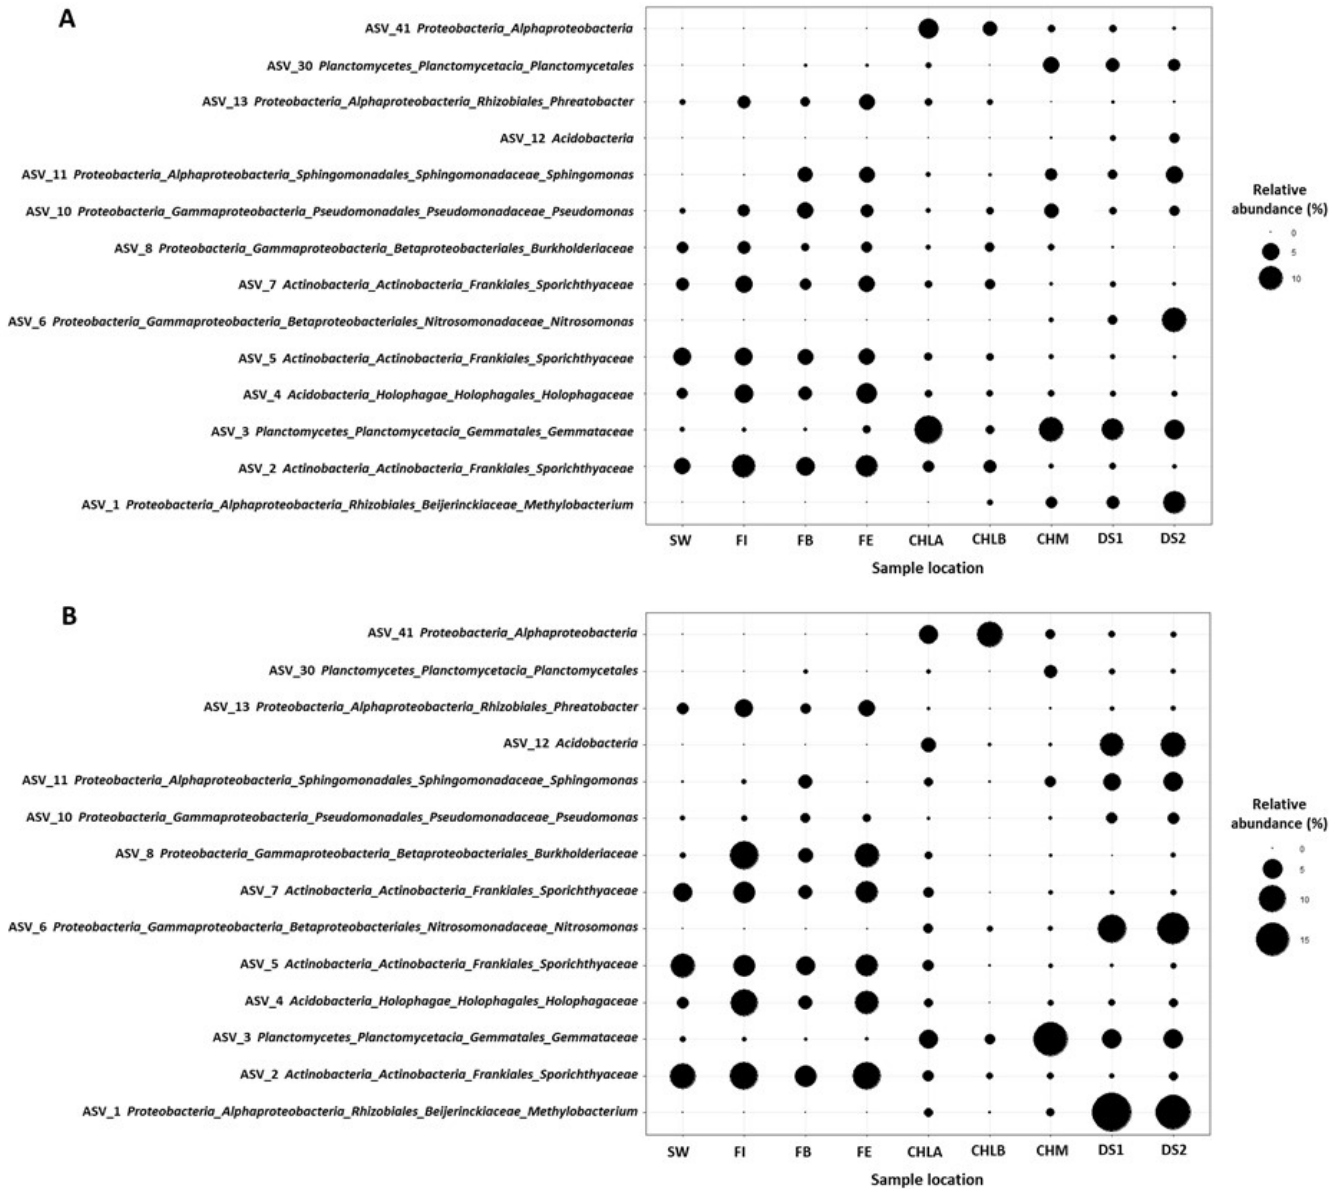 A
ASV_41 Proteobacteria_Alphaproteobacteria
ASV_30 Planctomycetes_Planctomycetacia_Planctomycetales
ASV_13 Proteobacteria_Alphaproteobacteria_Rhizobiales_Phreatobacter
ASV_12 Acidobacteria
ASV_11 Proteobacteria_Alphaproteobacteria_Sphingomonadales_Sphingomonadaceae_Sphingomonas
ASV_10 Proteobacteria_Gammaproteobacteria_Pseudomonadales_Pseudomonadaceae_Pseudomonas
ASV_8 Proteobacteria_Gammaproteobacteria_Betaproteobacteriales_Burkholderiaceae
ASV_7 Actinobacteria_Actinobacteria_Frankiales_Sporichthyaceae
ASV_6 Proteobacteria_Gammaproteobacteria_Betaproteobacteriales_Nitrosomonadaceae_Nitrosomonas
ASV_5 Actinobacteria_Actinobacteria_Frankiales_Sporichthyaceae
ASV_4 Acidobacteria_Holophagae_Holophagales_Holophagaceae
ASV_3 Planctomycetes_Planctomycetacia_Gemmatales_Gemmataceae
ASV_2 Actinobacteria_Actinobacteria_Frankiales_Sporichthyaceae
ASV_1 Proteobacteria_Alphaproteobacteria_Rhizobiales_Beijerinckiaceae_Methylobacterium
SW FI FB FE CHLA CHLB CHM DS1 DS2
Sample location
Relative
abundance (%)
0
5
10
B
ASV_41 Proteobacteria_Alphaproteobacteria
ASV_30 Planctomycetes_Planctomycetacia_Planctomycetales
ASV_13 Proteobacteria_Alphaproteobacteria_Rhizobiales_Phreatobacter
ASV_12 Acidobacteria
ASV_11 Proteobacteria_Alphaproteobacteria_Sphingomonadales_Sphingomonadaceae_Sphingomonas
ASV_10 Proteobacteria_Gammaproteobacteria_Pseudomonadales_Pseudomonadaceae_Pseudomonas
ASV_8 Proteobacteria_Gammaproteobacteria_Betaproteobacteriales_Burkholderiaceae
ASV_7 Actinobacteria_Actinobacteria_Frankiales_Sporichthyaceae
ASV_6 Proteobacteria_Gammaproteobacteria_Betaproteobacteriales_Nitrosomonadaceae_Nitrosomonas
ASV_5 Actinobacteria_Actinobacteria_Frankiales_Sporichthyaceae
ASV_4 Acidobacteria_Holophagae_Holophagales_Holophagaceae
ASV_3 Planctomycetes_Planctomycetacia_Gemmatales_Gemmataceae
ASV_2 Actinobacteria_Actinobacteria_Frankiales_Sporichthyaceae
ASV_1 Proteobacteria_Alphaproteobacteria_Rhizobiales_Beijerinckiaceae_Methylobacterium
SW FI FB FE CHLA CHLB CHM DS1 DS2
Sample location
Relative
abundance (%)
0
5
10
15